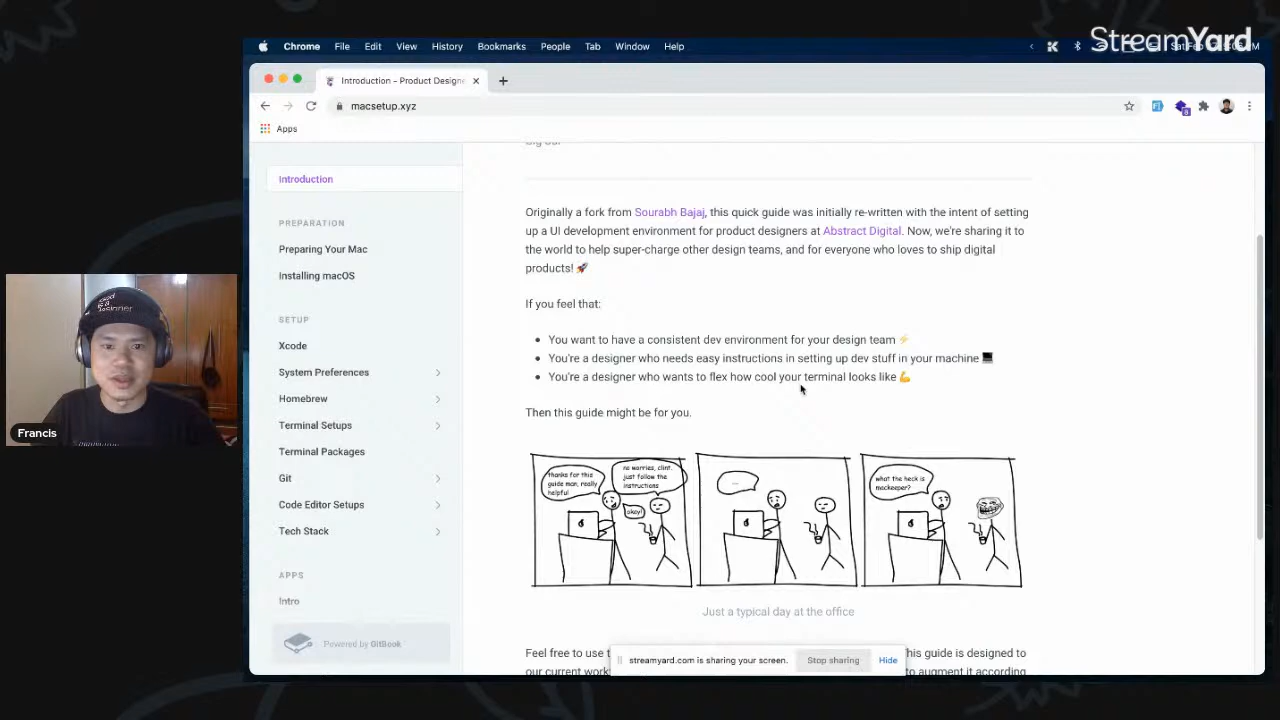 StreamYard
Chrome File Edit View History Bookmarks People Tab Window Help
Introduction - Product Designe
macsetup.xyz
Apps
Introduction
PREPARATION
Preparing Your Mac
Installing macOS
SETUP
Xcode
System Preferences
Homebrew
Terminal Setups
Terminal Packages
Git
Code Editor Setups
Tech Stack
APPS
Intro
Powered by GitBook
Big Sur
Originally a fork from Sourabh Bajaj, this quick guide was initially re-written with the intent of setting
up a UI development environment for product designers at Abstract Digital. Now, we're sharing it to
the world to help super-charge other design teams, and for everyone who loves to ship digital
products! 🚀
If you feel that:
You want to have a consistent dev environment for your design team ⚡
You're a designer who needs easy instructions in setting up dev stuff in your machine 💻
You're a designer who wants to flex how cool your terminal looks like 💪
Then this guide might be for you.
thanks for this
guide man, really
helpful
no worries, clint.
just follow the
instructions
okay!
...
what the heck is
mackeeper?
Just a typical day at the office
Feel free to use t
his guide is designed to
our current work
to augment it according
streamyard.com is sharing your screen. Stop sharing Hide
Francis